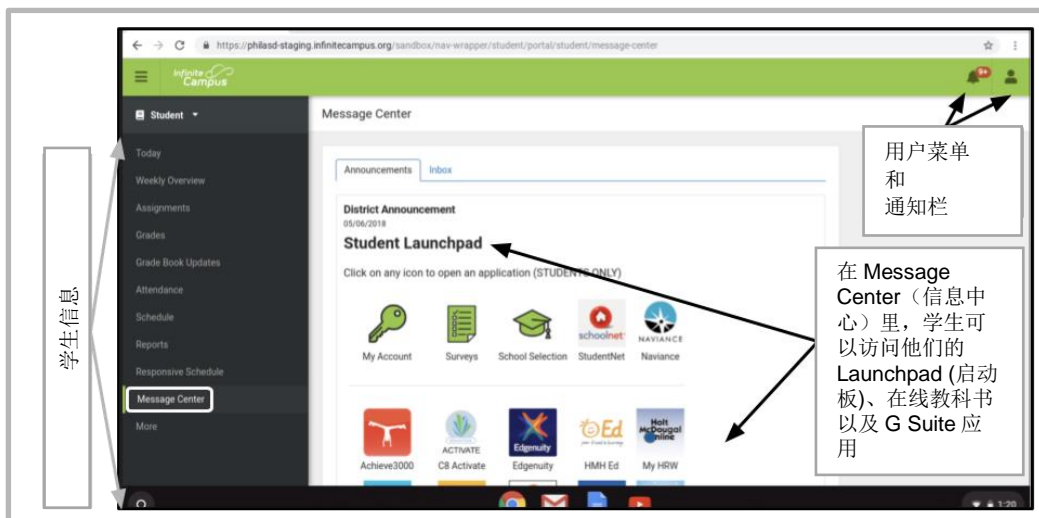 https://philasd-staging.infinitecampus.org/sandbox/nav-wrapper/student/portal/student/message-center
Infinite
Campus
9+
Student
Message Center
Today
Weekly Overview
Assignments
Grades
Grade Book Updates
Attendance
Schedule
Reports
Responsive Schedule
Message Center
More
学生信息
Announcements Inbox
District Announcement
05/06/2018
Student Launchpad
Click on any icon to open an application (STUDENTS ONLY)
schoolnet
NAVIANCE
My Account Surveys School Selection StudentNet Naviance
ACTIVATE
Edgenuity
Ed
Holt
McDougal
Online
Achieve3000 C8 Activate Edgenuity HMH Ed My HRW
用户菜单
和
通知栏
在 Message
Center（信息中
心）里，学生可
以访问他们的
Launchpad (启动
板)、在线教科书
以及 G Suite 应
用
1:20